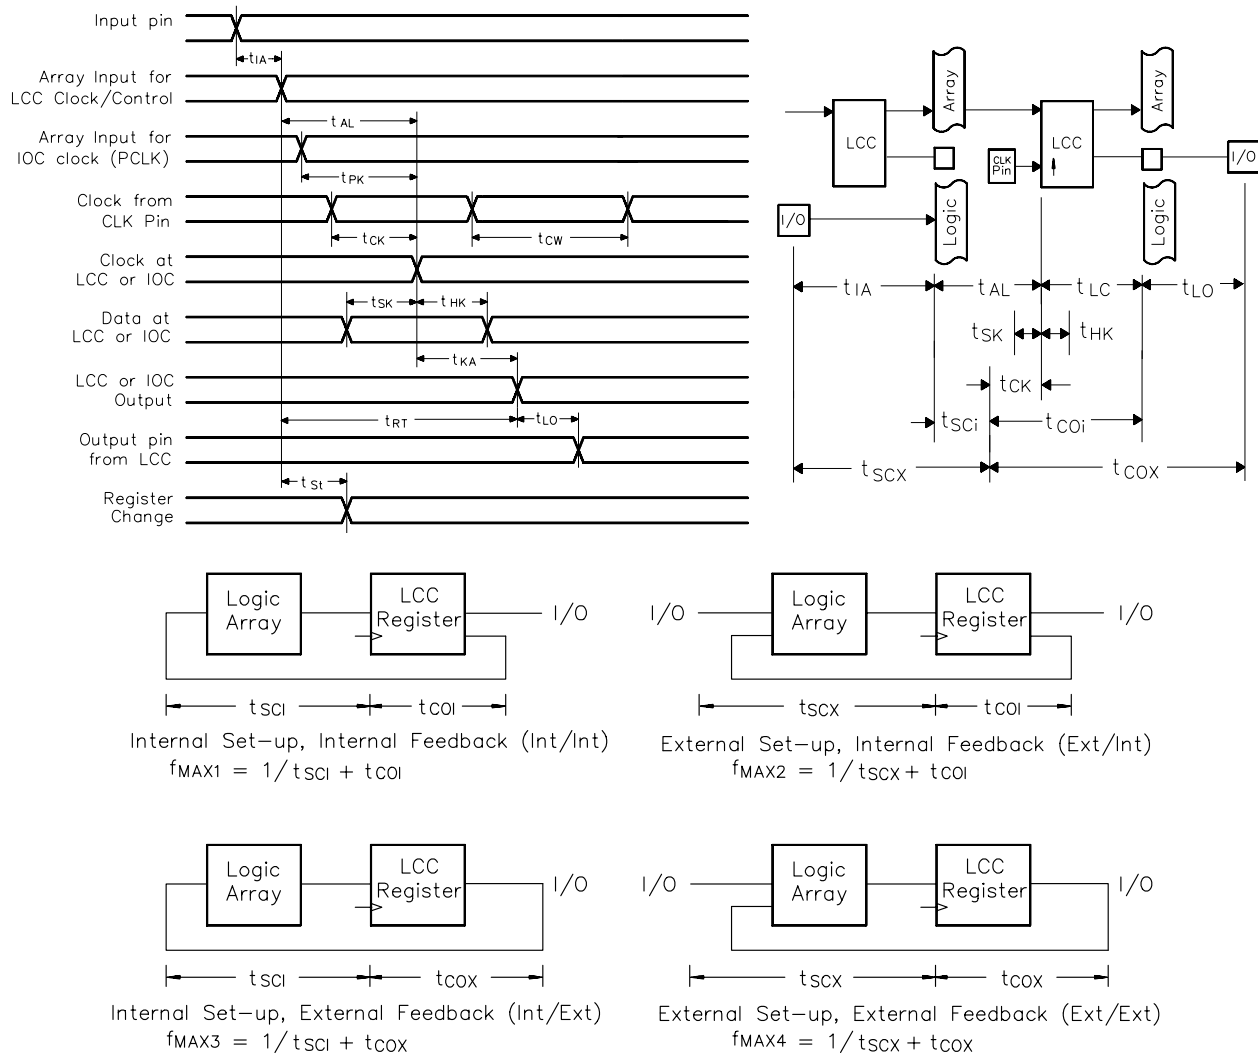 Input pin
tIA
Array Input for
LCC Clock/Control
tAL
Array Input for
IOC clock (PCLK)
tPK
Clock from
CLK Pin
tCK
tCW
Clock at
LCC or IOC
tSK
tHK
Data at
LCC or IOC
tKA
LCC or IOC
Output
tRT
tLO
Output pin
from LCC
tSt
Register
Change
Array
Array
LCC
LCC
CLK
Pin
I/O
I/O
Logic
Logic
tIA
tAL
tLC
tLO
tSK
tHK
tCK
tSCi
tCOi
tSCX
tCOX
Logic
Array
LCC
Register
I/O
tSCI
tCOI
Internal Set-up, Internal Feedback (Int/Int)
fMAX1 = 1/tSCI + tCOI
I/O
Logic
Array
LCC
Register
I/O
tSCX
tCOI
External Set-up, Internal Feedback (Ext/Int)
fMAX2 = 1/tSCX + tCOI
Logic
Array
LCC
Register
I/O
tSCI
tCOX
Internal Set-up, External Feedback (Int/Ext)
fMAX3 = 1/tSCI + tCOX
I/O
Logic
Array
LCC
Register
I/O
tSCX
tCOX
External Set-up, External Feedback (Ext/Ext)
fMAX4 = 1/tSCX + tCOX